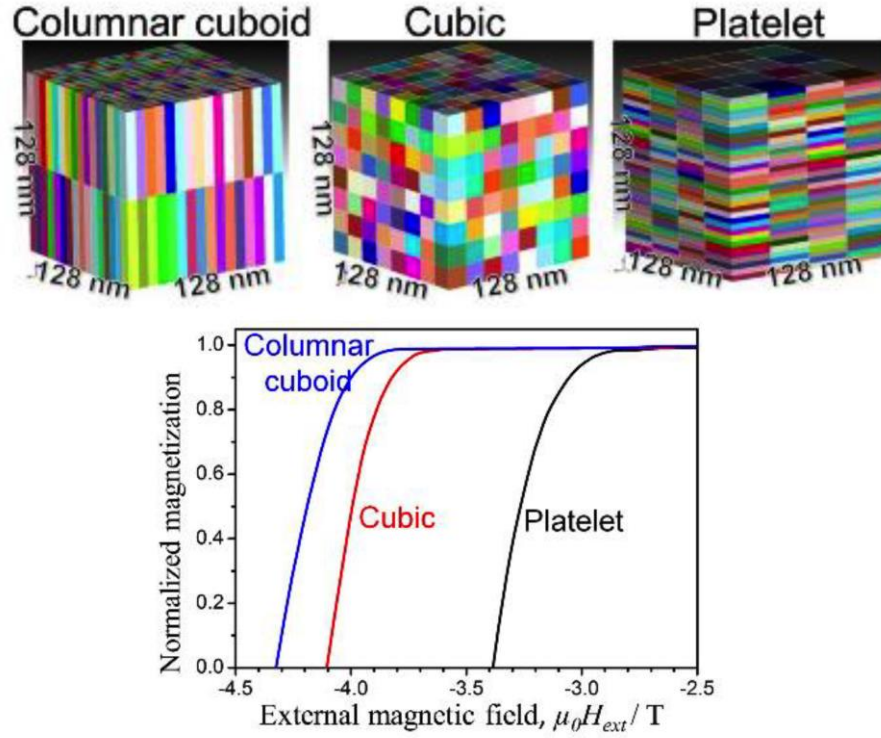 Columnar cuboid
Cubic
Platelet
128 nm
128 nm
128 nm
128 nm
128 nm
128 nm
128 nm
128 nm
128 nm
Columnar
cuboid
Cubic
Platelet
Normalized magnetization
1.0
0.8
0.6
0.4
0.2
0.0
-4.5
-4.0
-3.5
-3.0
-2.5
External magnetic field, μ₀Hₑₓₜ / T